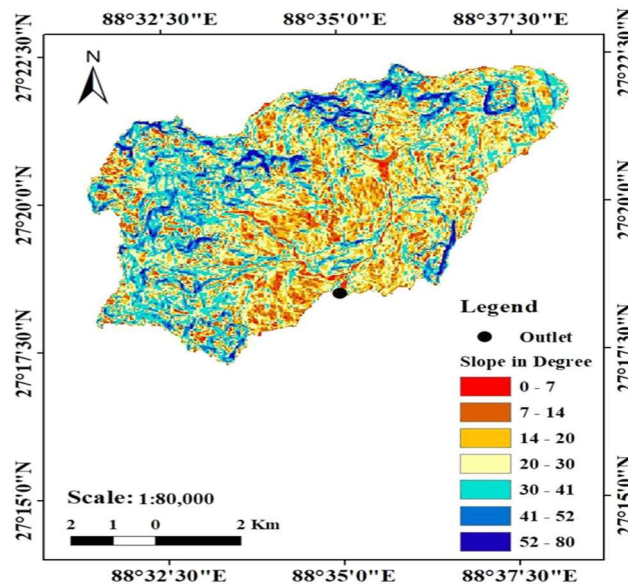 88°32'30"E 88°35'0"E 88°37'30"E
27°22'30"N
27°22'30"N
N
27°20'0"N
27°20'0"N
27°17'30"N
27°17'30"N
27°15'0"N
27°15'0"N
Legend
Outlet
Slope in Degree
0 - 7
7 - 14
14 - 20
20 - 30
30 - 41
41 - 52
52 - 80
Scale: 1:80,000
2 1 0 2 Km
88°32'30"E 88°35'0"E 88°37'30"E